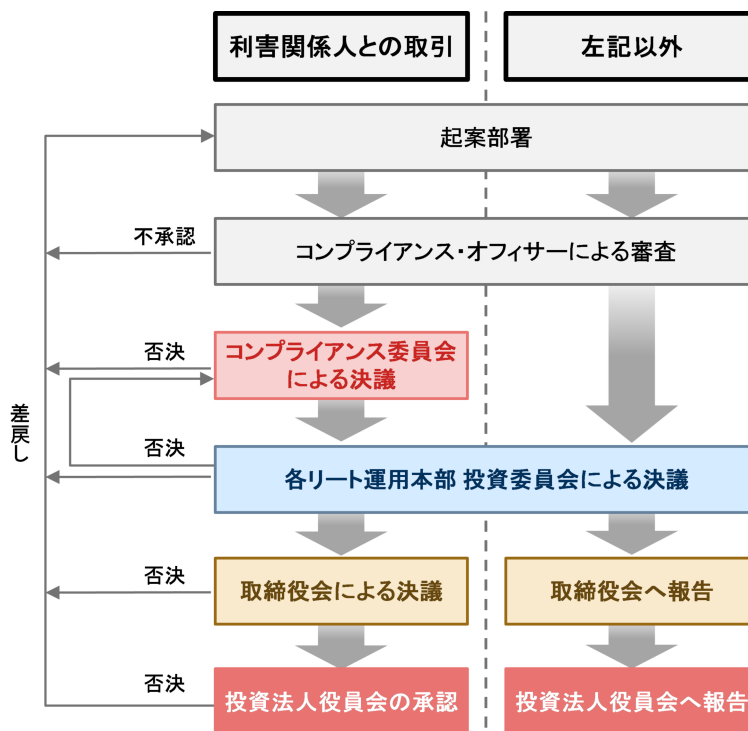 利害関係人との取引
左記以外
起案部署
不承認
コンプライアンス・オフィサーによる審査
否決
コンプライアンス委員会
による決議
差戻し
否決
各リート運用本部 投資委員会による決議
否決
取締役会による決議
取締役会へ報告
否決
投資法人役員会の承認
投資法人役員会へ報告